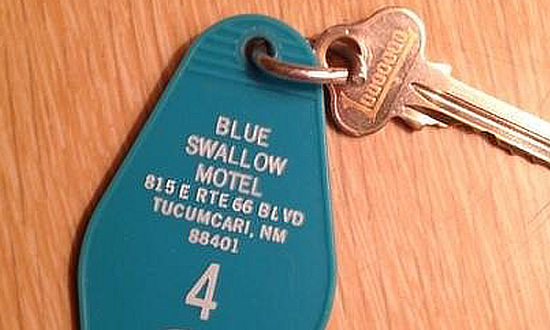 BLUE
SWALLOW
MOTEL
815 E RTE 66 BLVD
TUCUMCARI, NM
88401
4